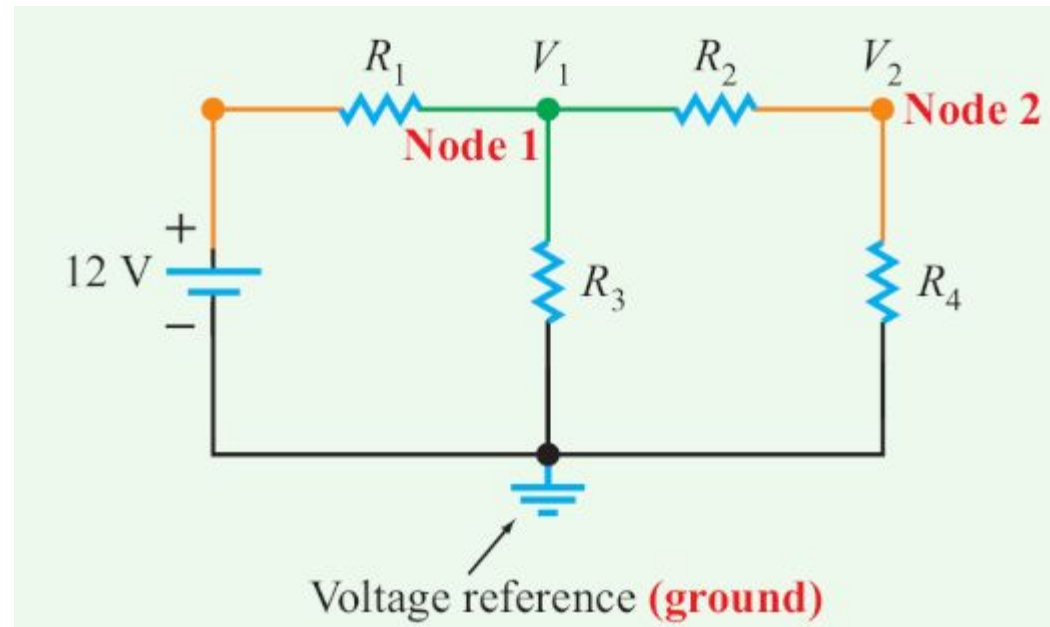 R₁ V₁ R₂ V₂
Node 1
Node 2
+
12 V
−
R₃
R₄
Voltage reference (ground)